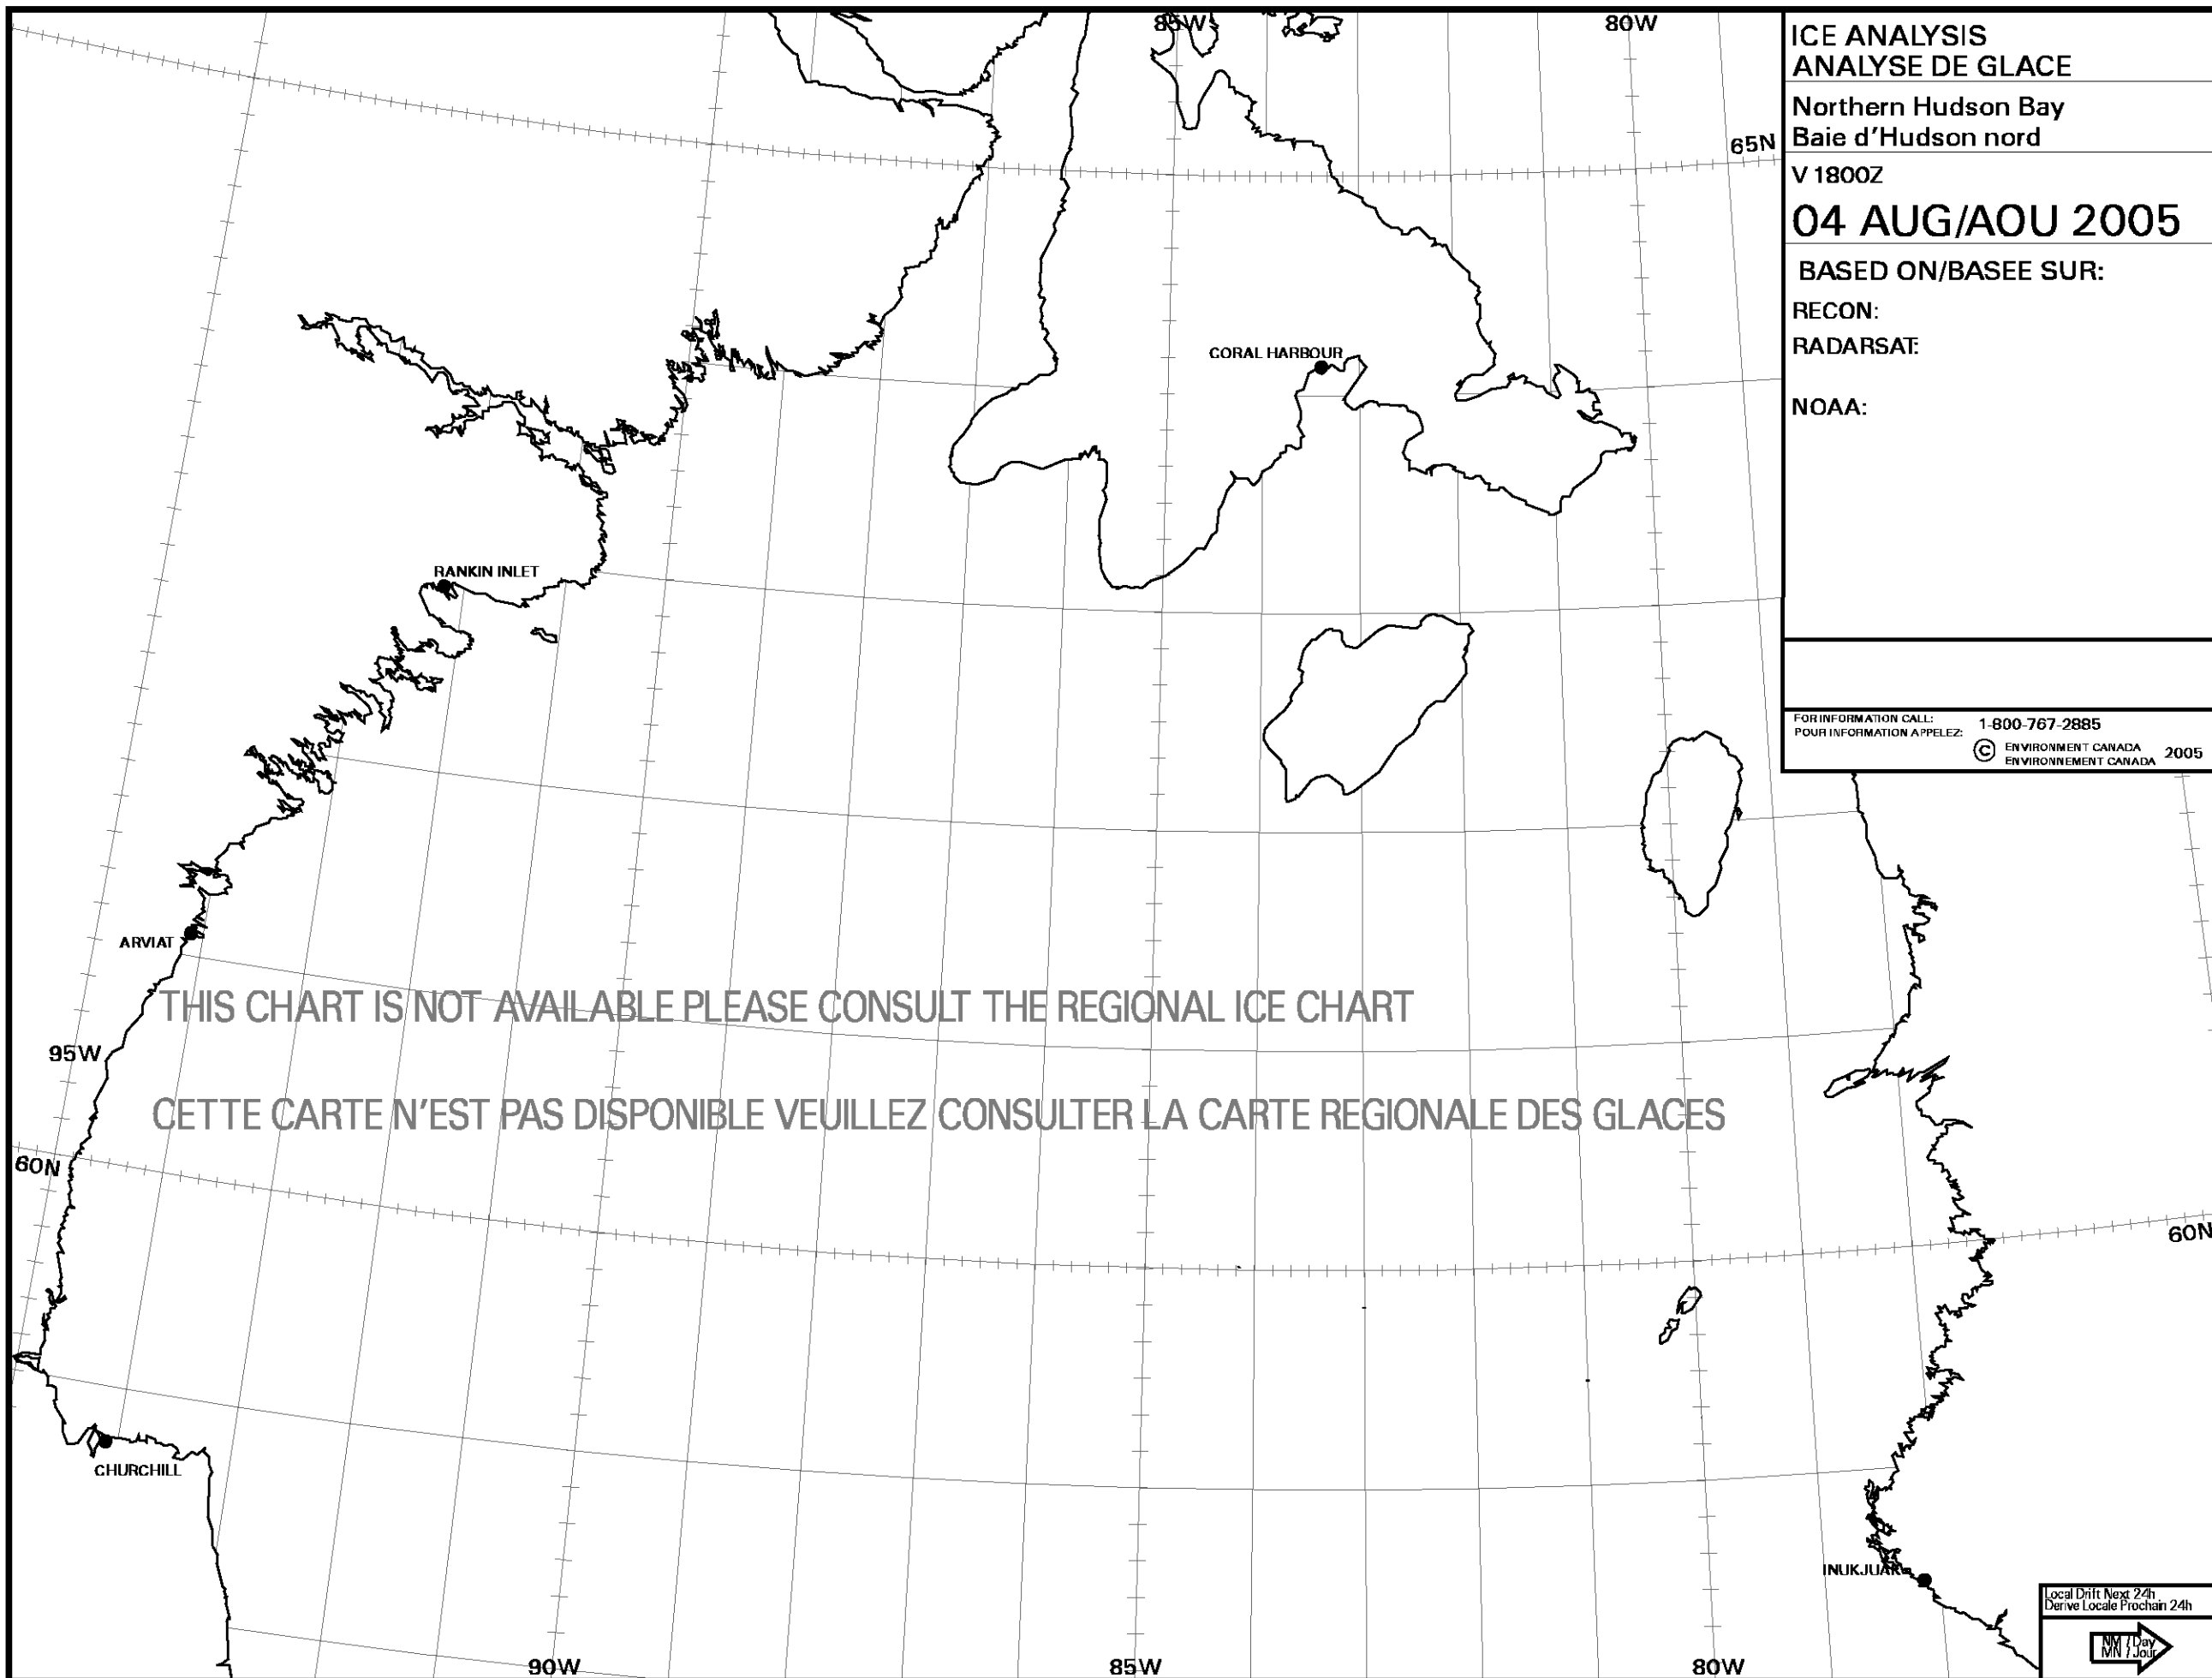 85W
80W
65N
ICE ANALYSIS
ANALYSE DE GLACE
Northern Hudson Bay
Baie d'Hudson nord
V 1800Z
04 AUG/AOU 2005
BASED ON/BASEE SUR:
RECON:
RADARSAT:
NOAA:
FOR INFORMATION CALL: 1-800-767-2885
POUR INFORMATION APPELEZ:
© ENVIRONMENT CANADA 2005
ENVIRONNEMENT CANADA
CORAL HARBOUR
RANKIN INLET
ARVIAT
THIS CHART IS NOT AVAILABLE PLEASE CONSULT THE REGIONAL ICE CHART
95W
CETTE CARTE N'EST PAS DISPONIBLE VEUILLEZ CONSULTER LA CARTE REGIONALE DES GLACES
60N
60N
CHURCHILL
INUKJUAK
Local Drift Next 24h
Derive Locale Prochain 24h
NM / Day
MN / Jour
90W
85W
80W